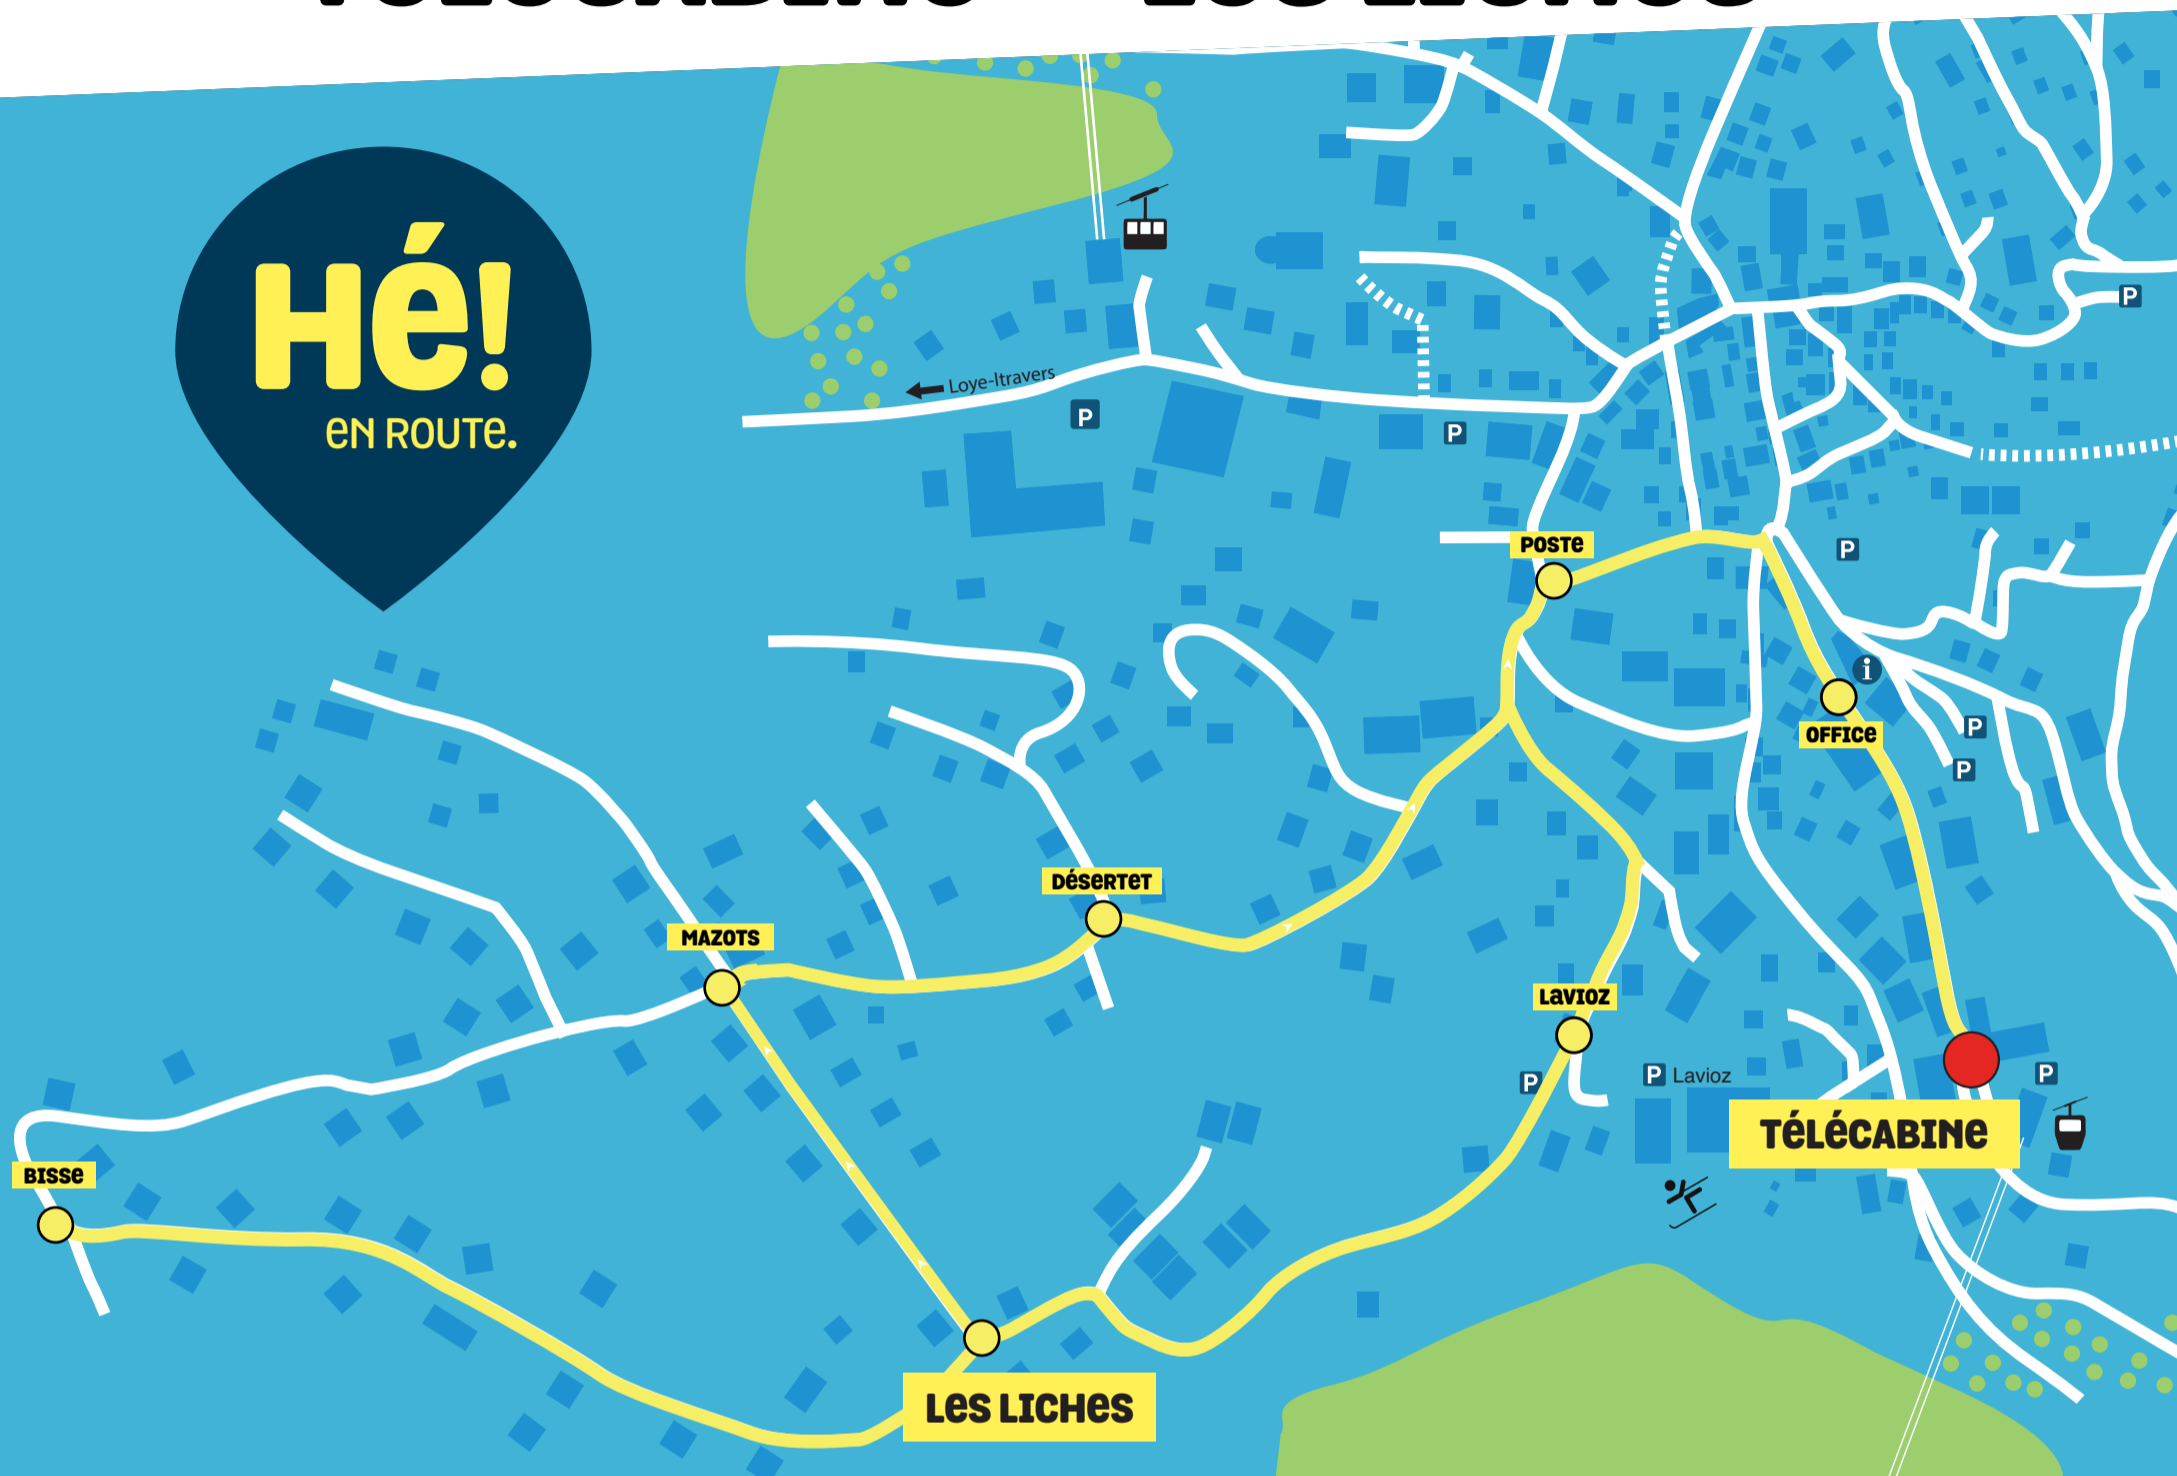 Hé!
en route.
Loye-Itravers
P
P
P
P
POSTE
i
OFFICE
P
P
DÉSERTET
MAZOTS
LAVIOZ
P
P Lavioz
P
TÉLÉCABINE
BISSE
Les Liches